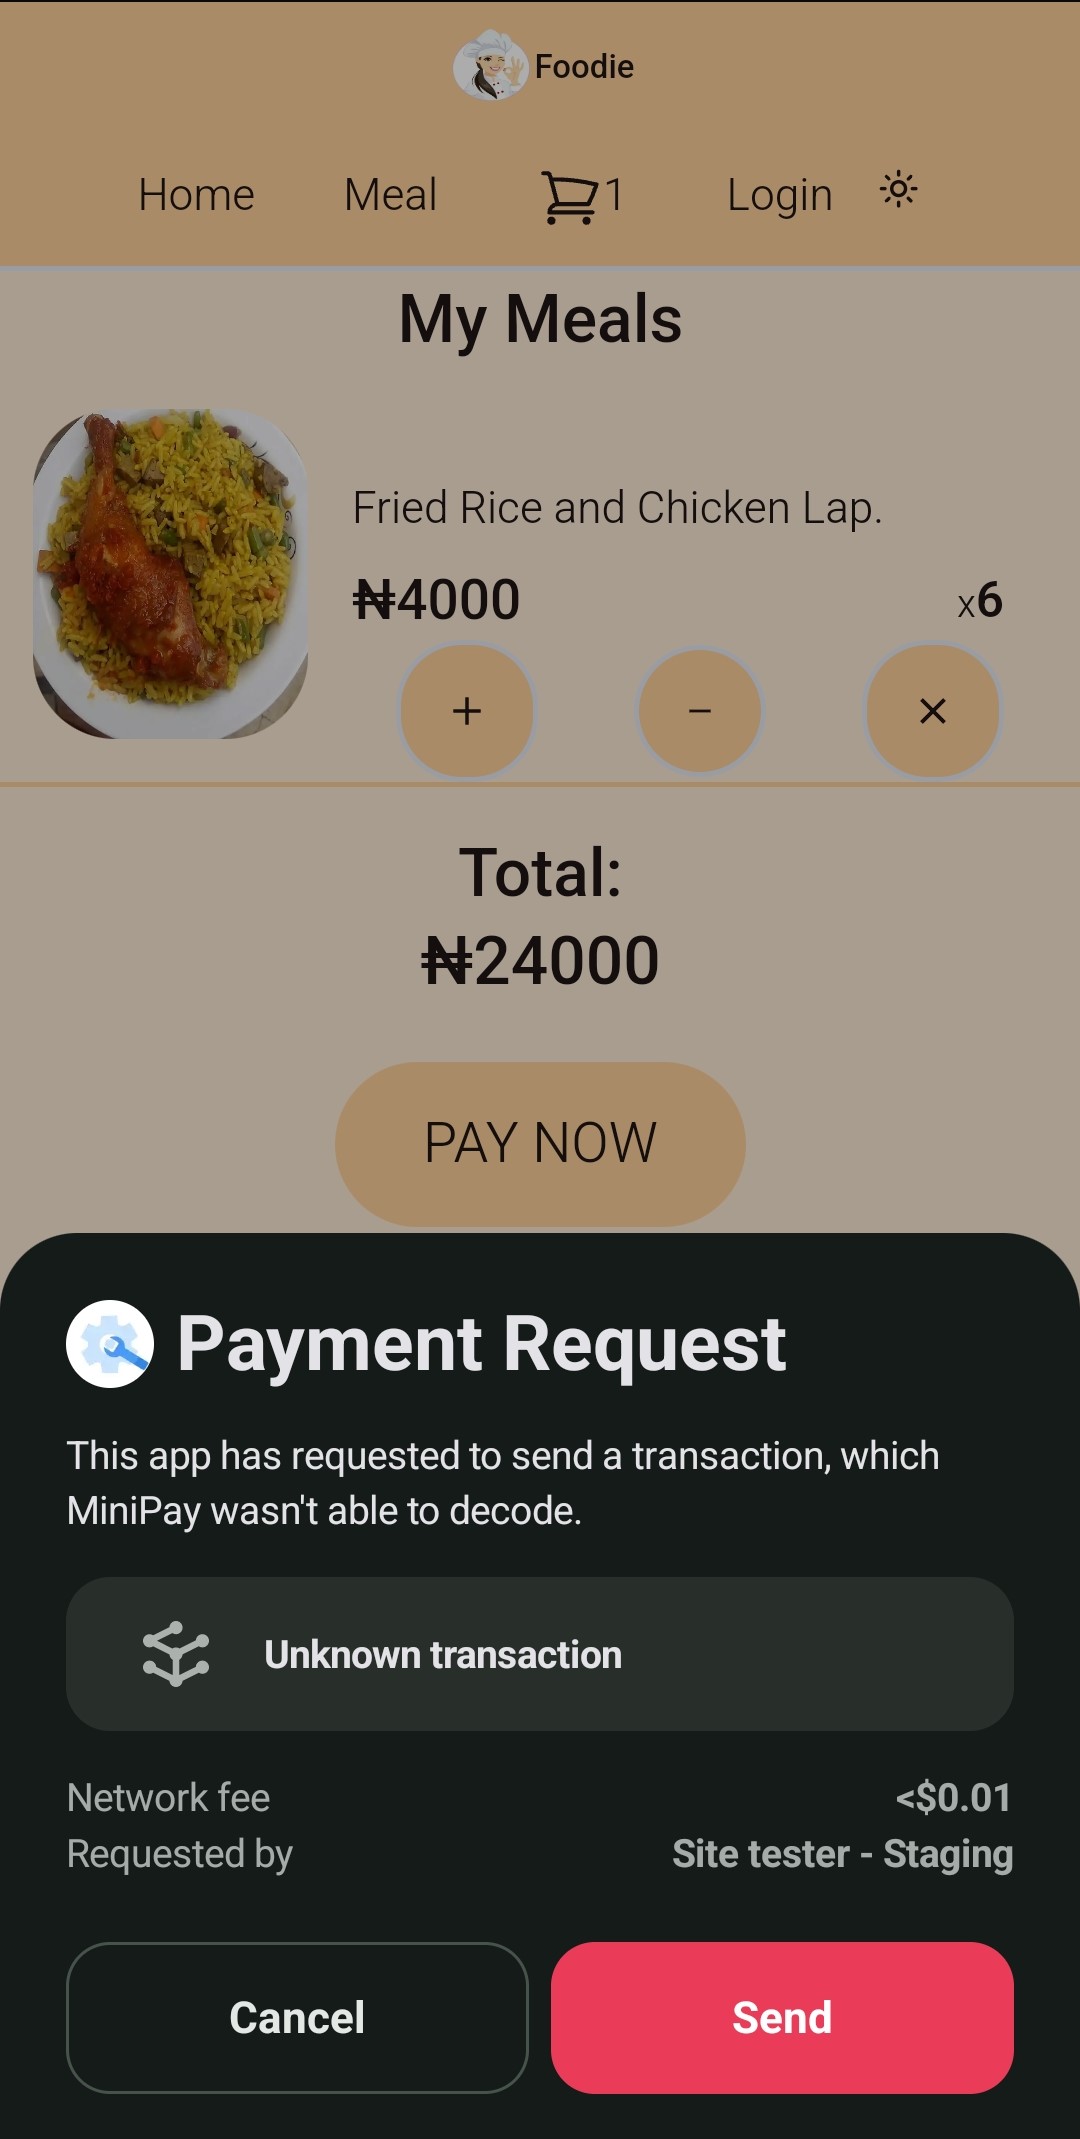 Foodie
Home Meal 1 Login
My Meals
Fried Rice and Chicken Lap.
₦4000 x6
+ − ×
Total:
₦24000
PAY NOW
Payment Request
This app has requested to send a transaction, which
MiniPay wasn't able to decode.
Unknown transaction
Network fee <$0.01
Requested by Site tester - Staging
Cancel Send